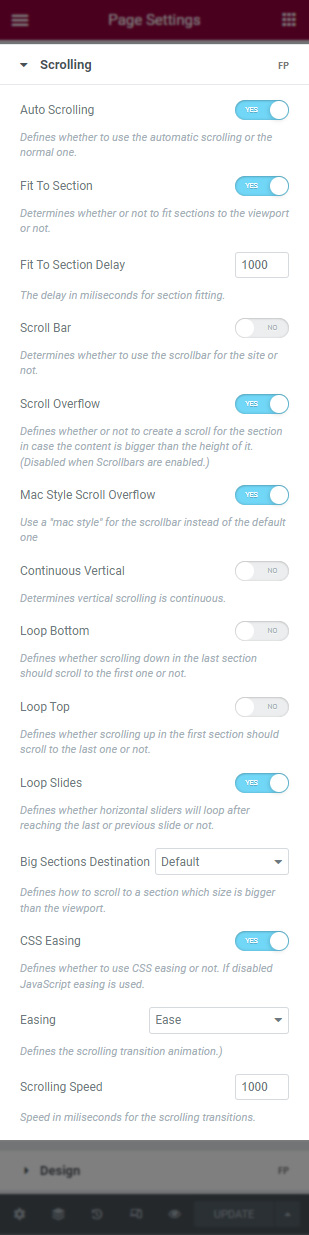 Page Settings
Scrolling FP
Auto Scrolling YES
Defines whether to use the automatic scrolling or the
normal one.
Fit To Section YES
Determines whether or not to fit sections to the viewport
or not.
Fit To Section Delay 1000
The delay in miliseconds for section fitting.
Scroll Bar NO
Determines whether to use the scrollbar for the site or
not.
Scroll Overflow YES
Defines whether or not to create a scroll for the section
in case the content is bigger than the height of it.
(Disabled when Scrollbars are enabled.)
Mac Style Scroll Overflow YES
Use a "mac style" for the scrollbar instead of the default
one
Continuous Vertical NO
Determines vertical scrolling is continuous.
Loop Bottom NO
Defines whether scrolling down in the last section
should scroll to the first one or not.
Loop Top NO
Defines whether scrolling up in the first section should
scroll to the last one or not.
Loop Slides YES
Defines whether horizontal sliders will loop after
reaching the last or previous slide or not.
Big Sections Destination Default
Defines how to scroll to a section which size is bigger
than the viewport.
CSS Easing YES
Defines whether to use CSS easing or not. If disabled
JavaScript easing is used.
Easing Ease
Defines the scrolling transition animation.)
Scrolling Speed 1000
Speed in miliseconds for the scrolling transitions.
Design FP
UPDATE